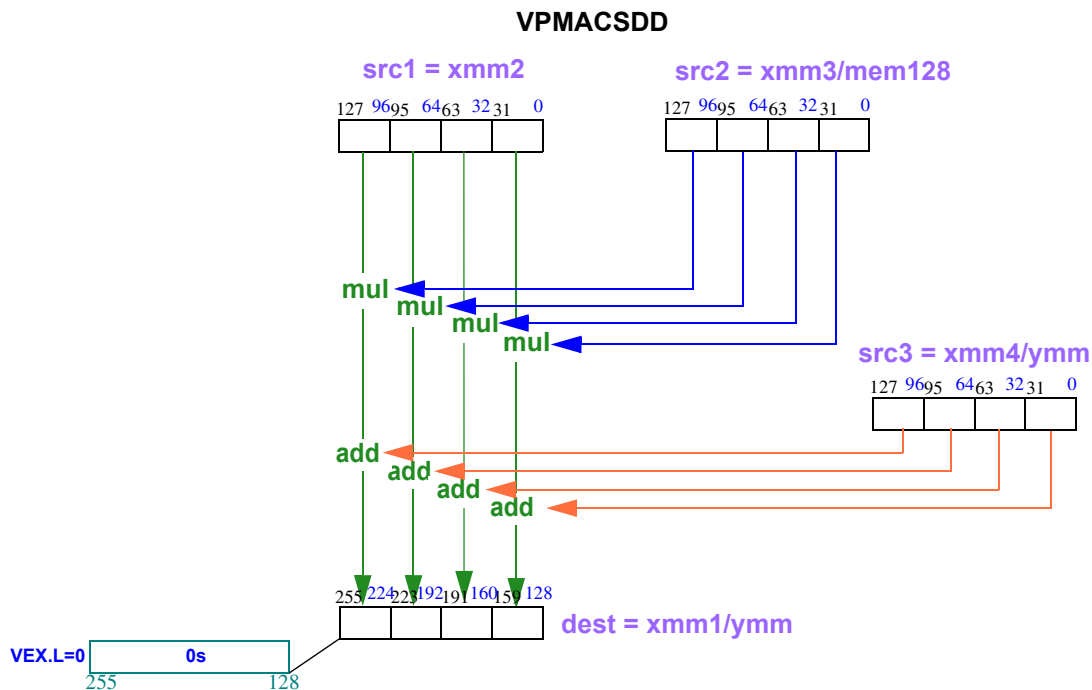 VPMACSDD
src1 = xmm2
src2 = xmm3/mem128
127 96 95 64 63 32 31 0
127 96 95 64 63 32 31 0
mul
mul
mul
mul
src3 = xmm4/ymm
127 96 95 64 63 32 31 0
add
add
add
add
255 224 223 192 191 160 159 128
dest = xmm1/ymm
VEX.L=0 0s
255 128